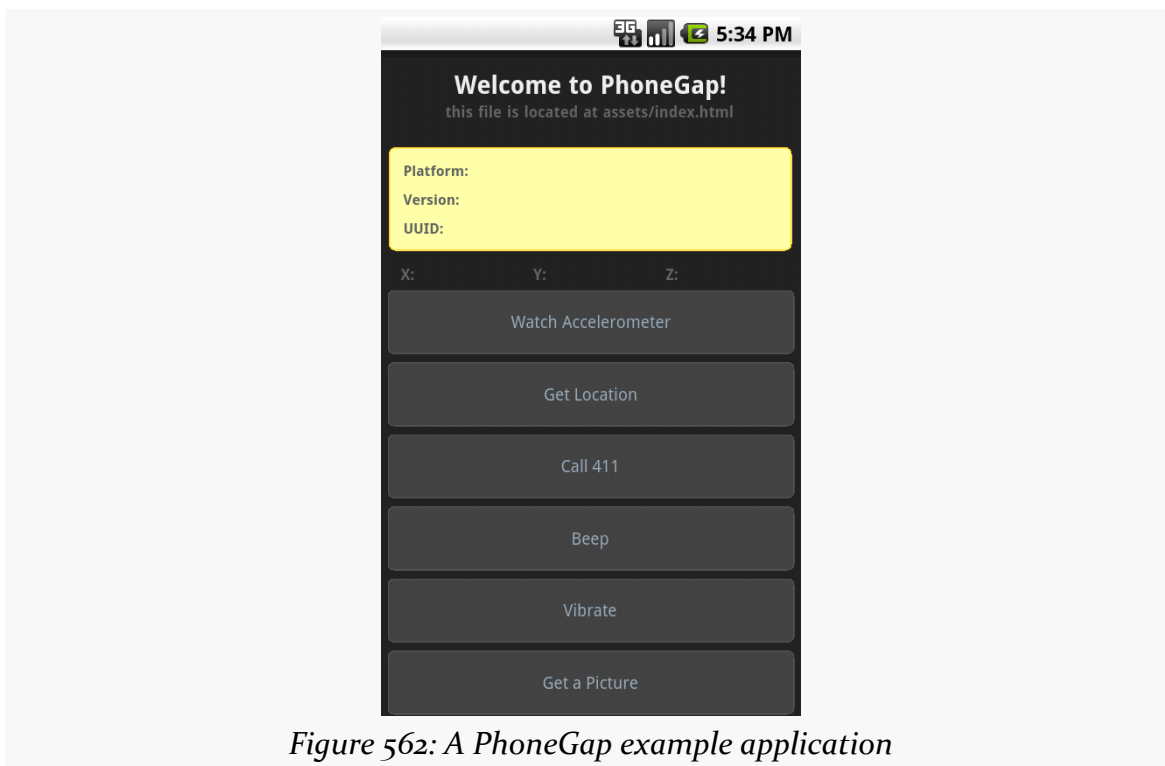 3G 5:34 PM
Welcome to PhoneGap!
this file is located at assets/index.html
Platform:
Version:
UUID:
X: Y: Z:
Watch Accelerometer
Get Location
Call 411
Beep
Vibrate
Get a Picture
Figure 562: A PhoneGap example application